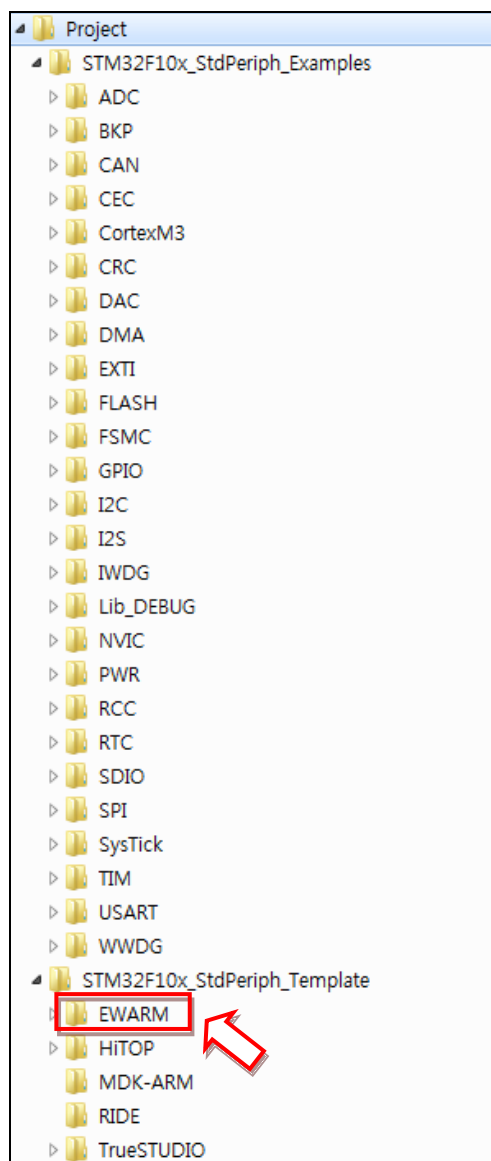 Project
STM32F10x_StdPeriph_Examples
ADC
BKP
CAN
CEC
CortexM3
CRC
DAC
DMA
EXTI
FLASH
FSMC
GPIO
I2C
I2S
IWDG
Lib_DEBUG
NVIC
PWR
RCC
RTC
SDIO
SPI
SysTick
TIM
USART
WWDG
STM32F10x_StdPeriph_Template
EWARM
HiTOP
MDK-ARM
RIDE
TrueSTUDIO